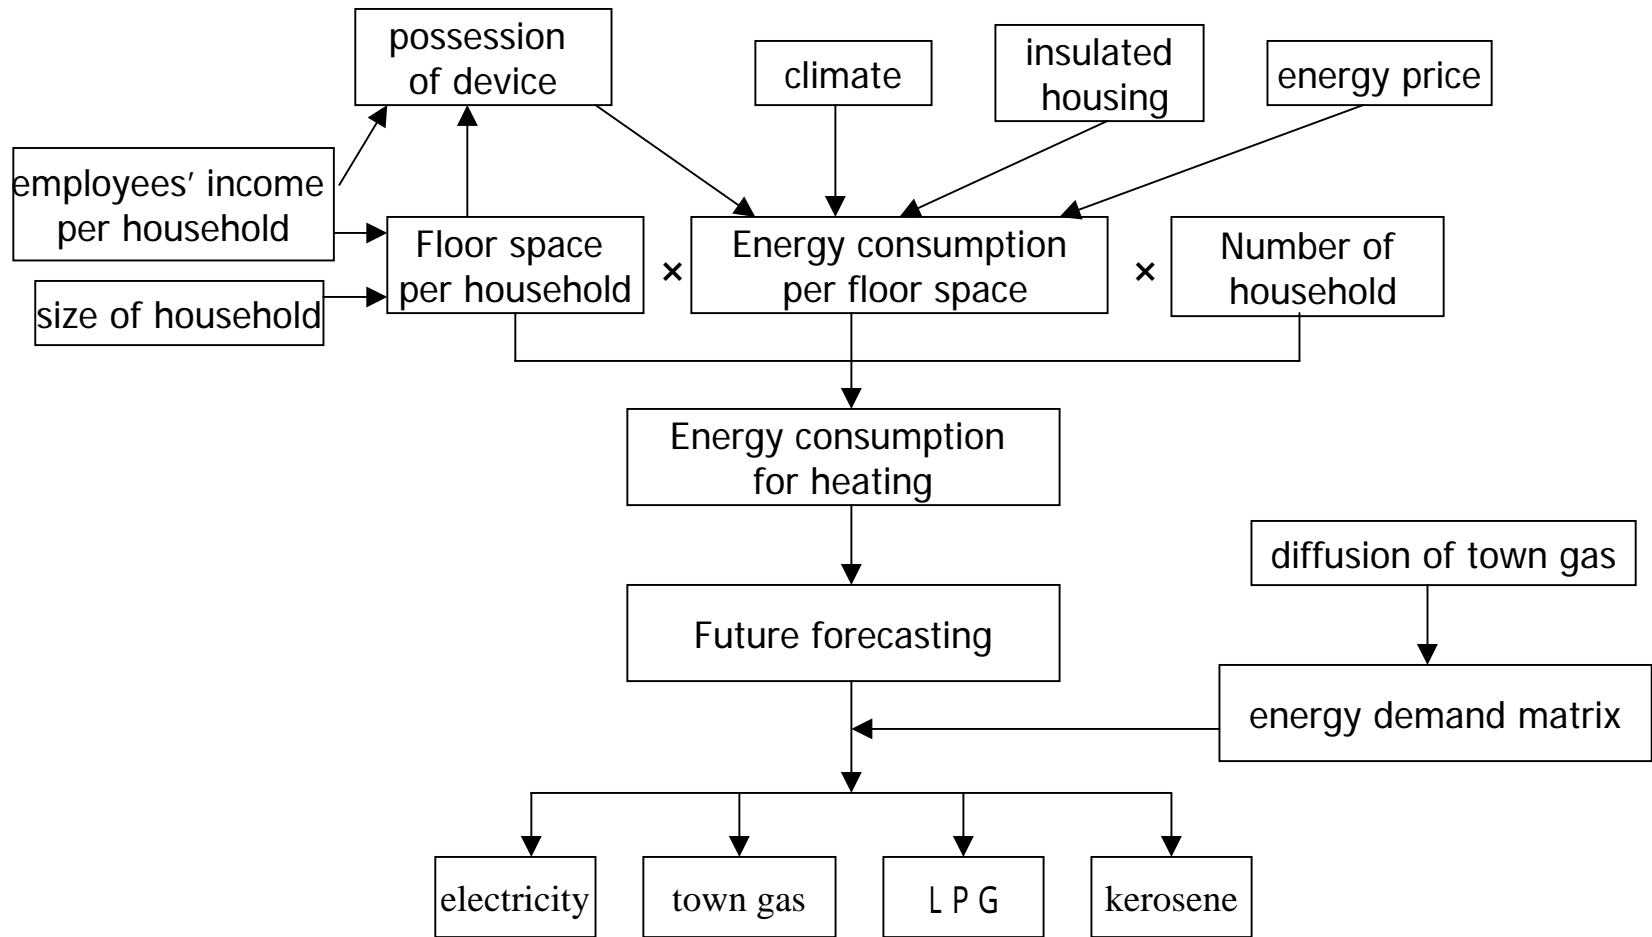 possession
of device
climate
insulated
housing
energy price
employees' income
per household
Floor space
per household
×
Energy consumption
per floor space
×
Number of
household
size of household
Energy consumption
for heating
diffusion of town gas
Future forecasting
energy demand matrix
electricity
town gas
LPG
kerosene